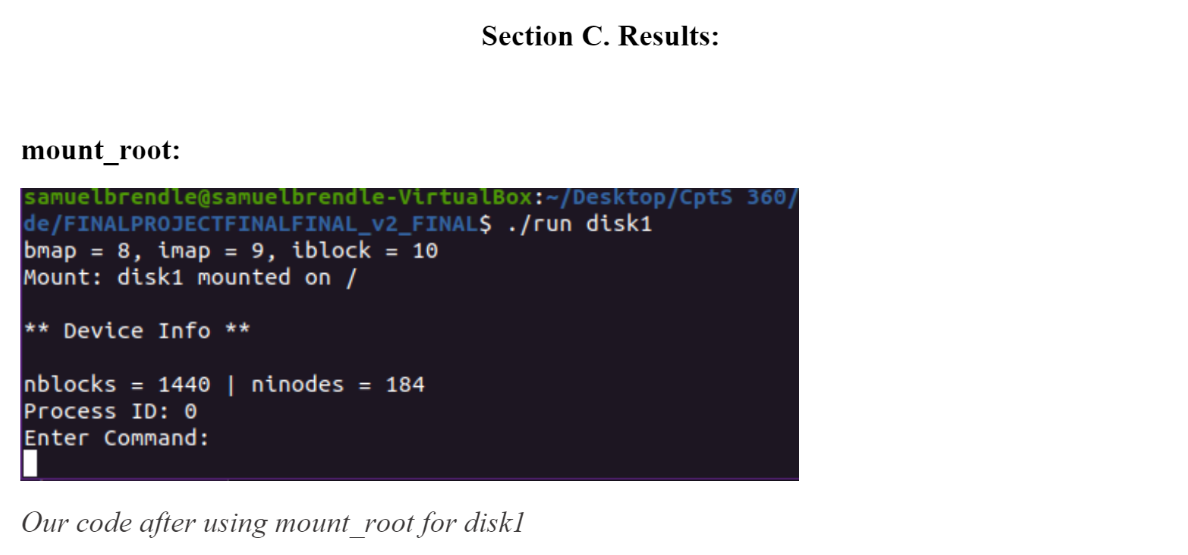 Section C. Results:
mount_root:
samuelbrendle@samuelbrendle-VirtualBox:~/Desktop/CptS 360/
de/FINALPROJECTFINALFINAL_v2_FINAL$ ./run disk1
bmap = 8, imap = 9, iblock = 10
Mount: disk1 mounted on /
** Device Info **
nblocks = 1440 | ninodes = 184
Process ID: 0
Enter Command:
Our code after using mount_root for disk1